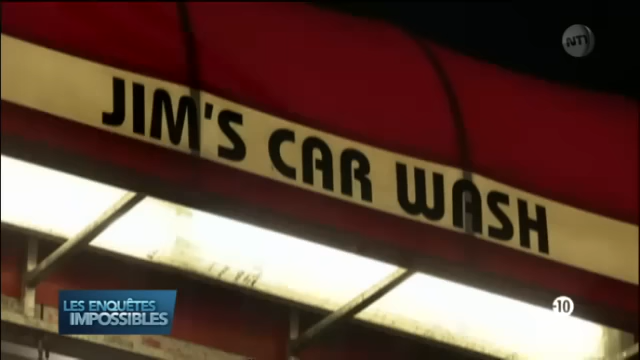 NT1
JIM'S CAR WASH
LES ENQUÊTES
IMPOSSIBLES
-10